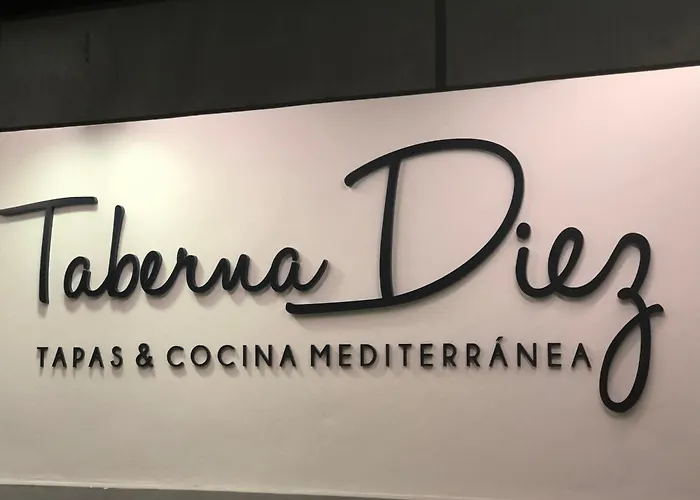 Taberna Diez
TAPAS & COCINA MEDITERRÁNEA